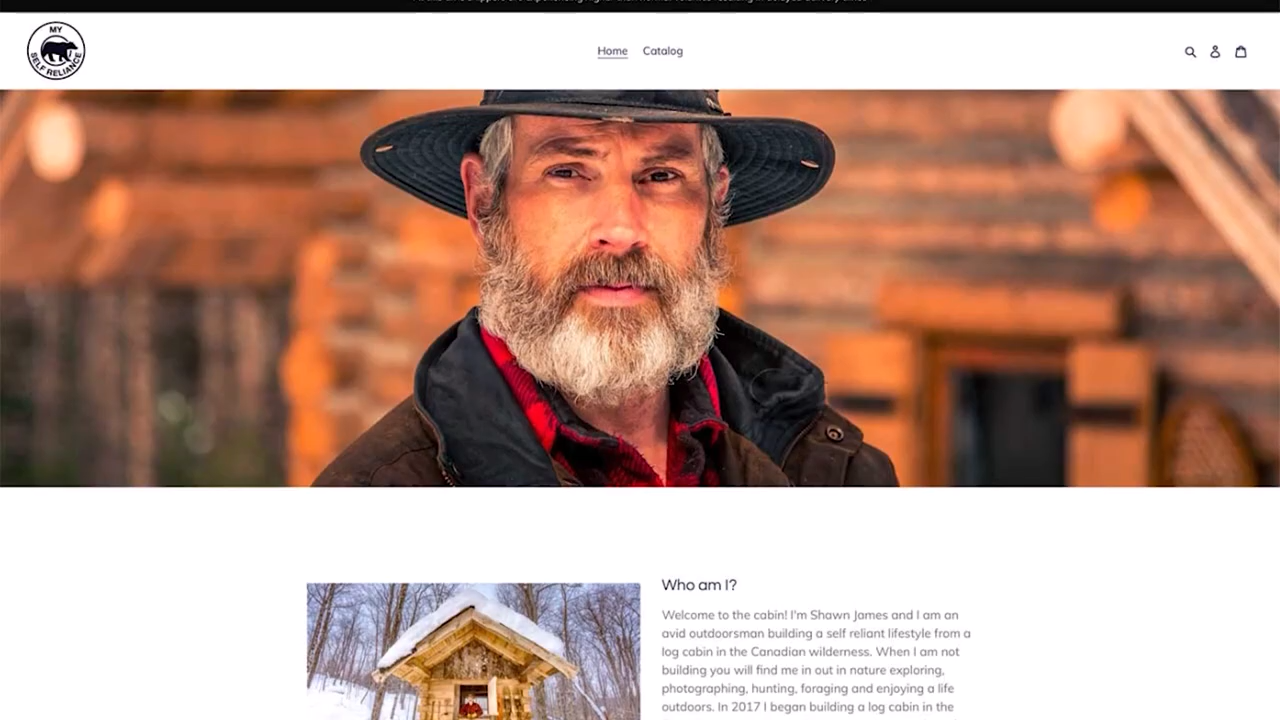 MY
SELF RELIANCE
Home Catalog
Who am I?
Welcome to the cabin! I'm Shawn James and I am an
avid outdoorsman building a self reliant lifestyle from a
log cabin in the Canadian wilderness. When I am not
building you will find me in out in nature exploring,
photographing, hunting, foraging and enjoying a life
outdoors. In 2017 I began building a log cabin in the